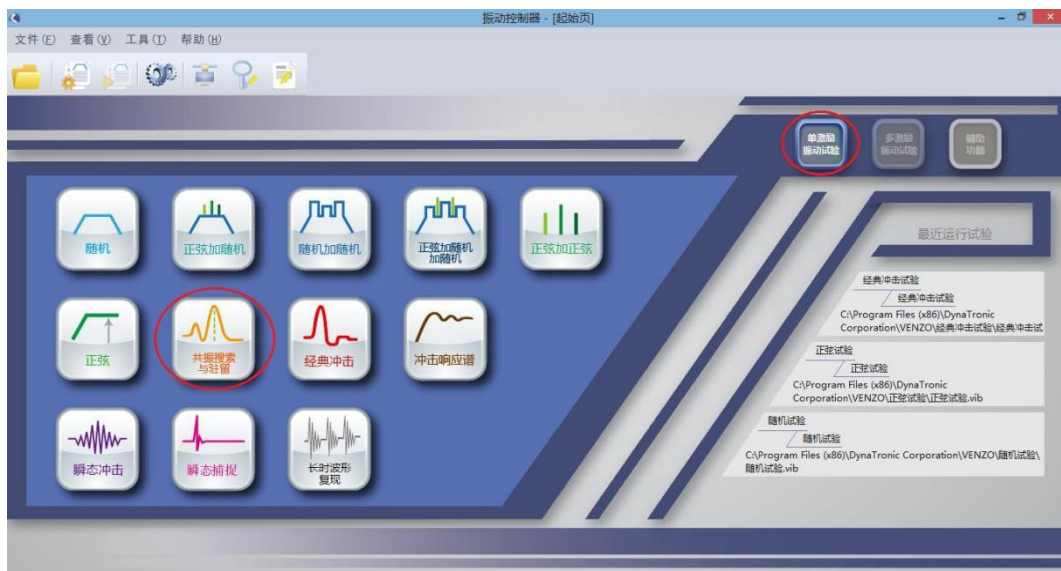 振动控制器 - [起始页]
文件(F) 查看(V) 工具(T) 帮助(H)
单激励
振动试验
多激励
振动试验
辅助
功能
随机
正弦加随机
随机加随机
正弦加随机
加随机
正弦加正弦
正弦
共振搜索
与驻留
经典冲击
冲击响应谱
瞬态冲击
瞬态捕捉
长时波形
复现
最近运行试验
经典冲击试验
经典冲击试验
C:\Program Files (x86)\DynaTronic
Corporation\VENZO\经典冲击试验\经典冲击试
正弦试验
正弦试验
C:\Program Files (x86)\DynaTronic
Corporation\VENZO\正弦试验\正弦试验.vib
随机试验
随机试验
C:\Program Files (x86)\DynaTronic Corporation\VENZO\随机试验\
随机试验.vib